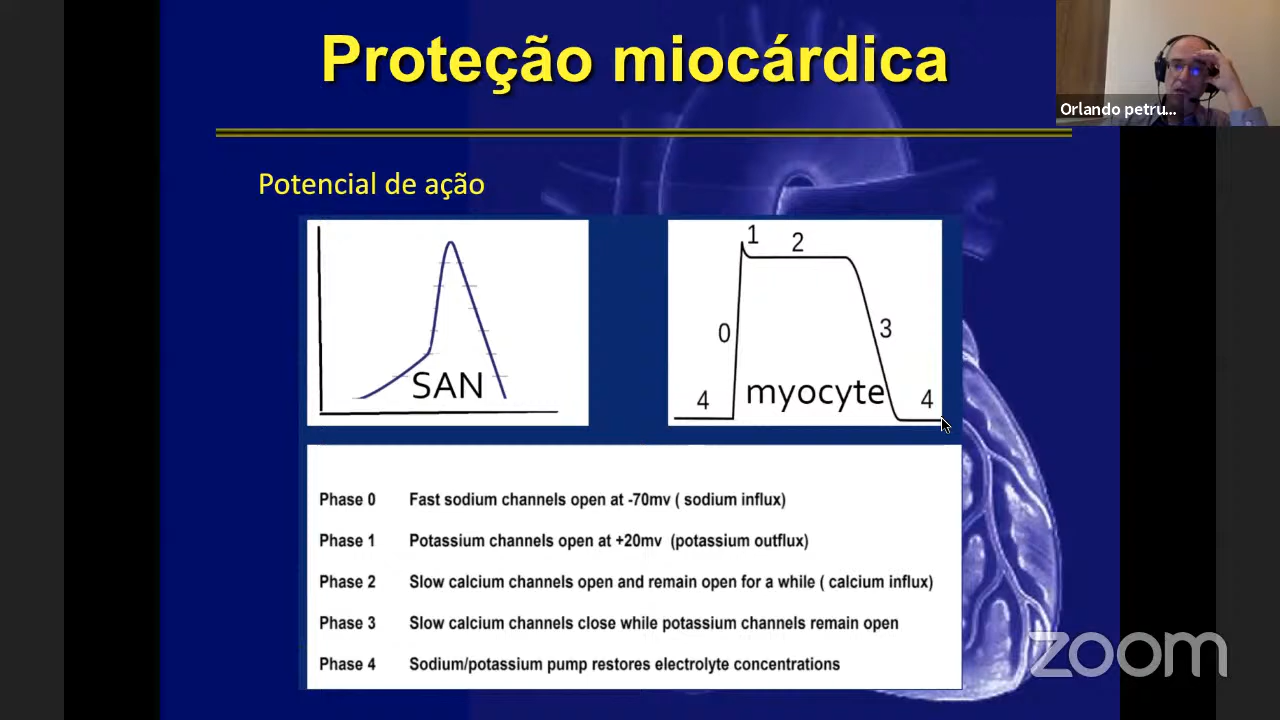 Proteção miocárdica
Orlando petru...
Potencial de ação
SAN
1
2
0
3
4
myocyte
4
Phase 0 Fast sodium channels open at -70mv ( sodium influx)
Phase 1 Potassium channels open at +20mv (potassium outflux)
Phase 2 Slow calcium channels open and remain open for a while ( calcium influx)
Phase 3 Slow calcium channels close while potassium channels remain open
Phase 4 Sodium/potassium pump restores electrolyte concentrations
zoom